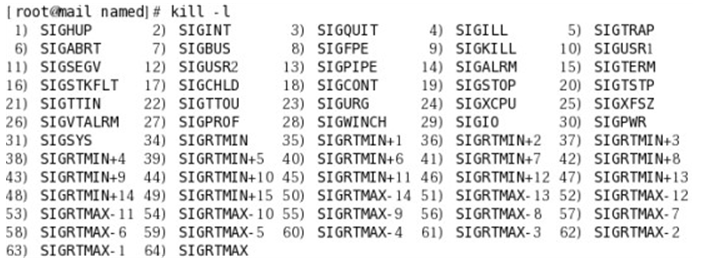 [root@mail named]# kill -l
1) SIGHUP 2) SIGINT 3) SIGQUIT 4) SIGILL 5) SIGTRAP
6) SIGABRT 7) SIGBUS 8) SIGFPE 9) SIGKILL 10) SIGUSR1
11) SIGSEGV 12) SIGUSR2 13) SIGPIPE 14) SIGALRM 15) SIGTERM
16) SIGSTKFLT 17) SIGCHLD 18) SIGCONT 19) SIGSTOP 20) SIGTSTP
21) SIGTTIN 22) SIGTTOU 23) SIGURG 24) SIGXCPU 25) SIGXFSZ
26) SIGVTALRM 27) SIGPROF 28) SIGWINCH 29) SIGIO 30) SIGPWR
31) SIGSYS 34) SIGRTMIN 35) SIGRTMIN+1 36) SIGRTMIN+2 37) SIGRTMIN+3
38) SIGRTMIN+4 39) SIGRTMIN+5 40) SIGRTMIN+6 41) SIGRTMIN+7 42) SIGRTMIN+8
43) SIGRTMIN+9 44) SIGRTMIN+10 45) SIGRTMIN+11 46) SIGRTMIN+12 47) SIGRTMIN+13
48) SIGRTMIN+14 49) SIGRTMIN+15 50) SIGRTMAX-14 51) SIGRTMAX-13 52) SIGRTMAX-12
53) SIGRTMAX-11 54) SIGRTMAX-10 55) SIGRTMAX-9 56) SIGRTMAX-8 57) SIGRTMAX-7
58) SIGRTMAX-6 59) SIGRTMAX-5 60) SIGRTMAX-4 61) SIGRTMAX-3 62) SIGRTMAX-2
63) SIGRTMAX-1 64) SIGRTMAX